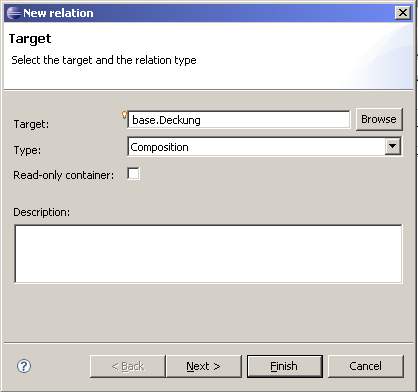 New relation
Target
Select the target and the relation type
Target: base.Deckung Browse
Type: Composition
Read-only container:
Description:
? < Back Next > Finish Cancel